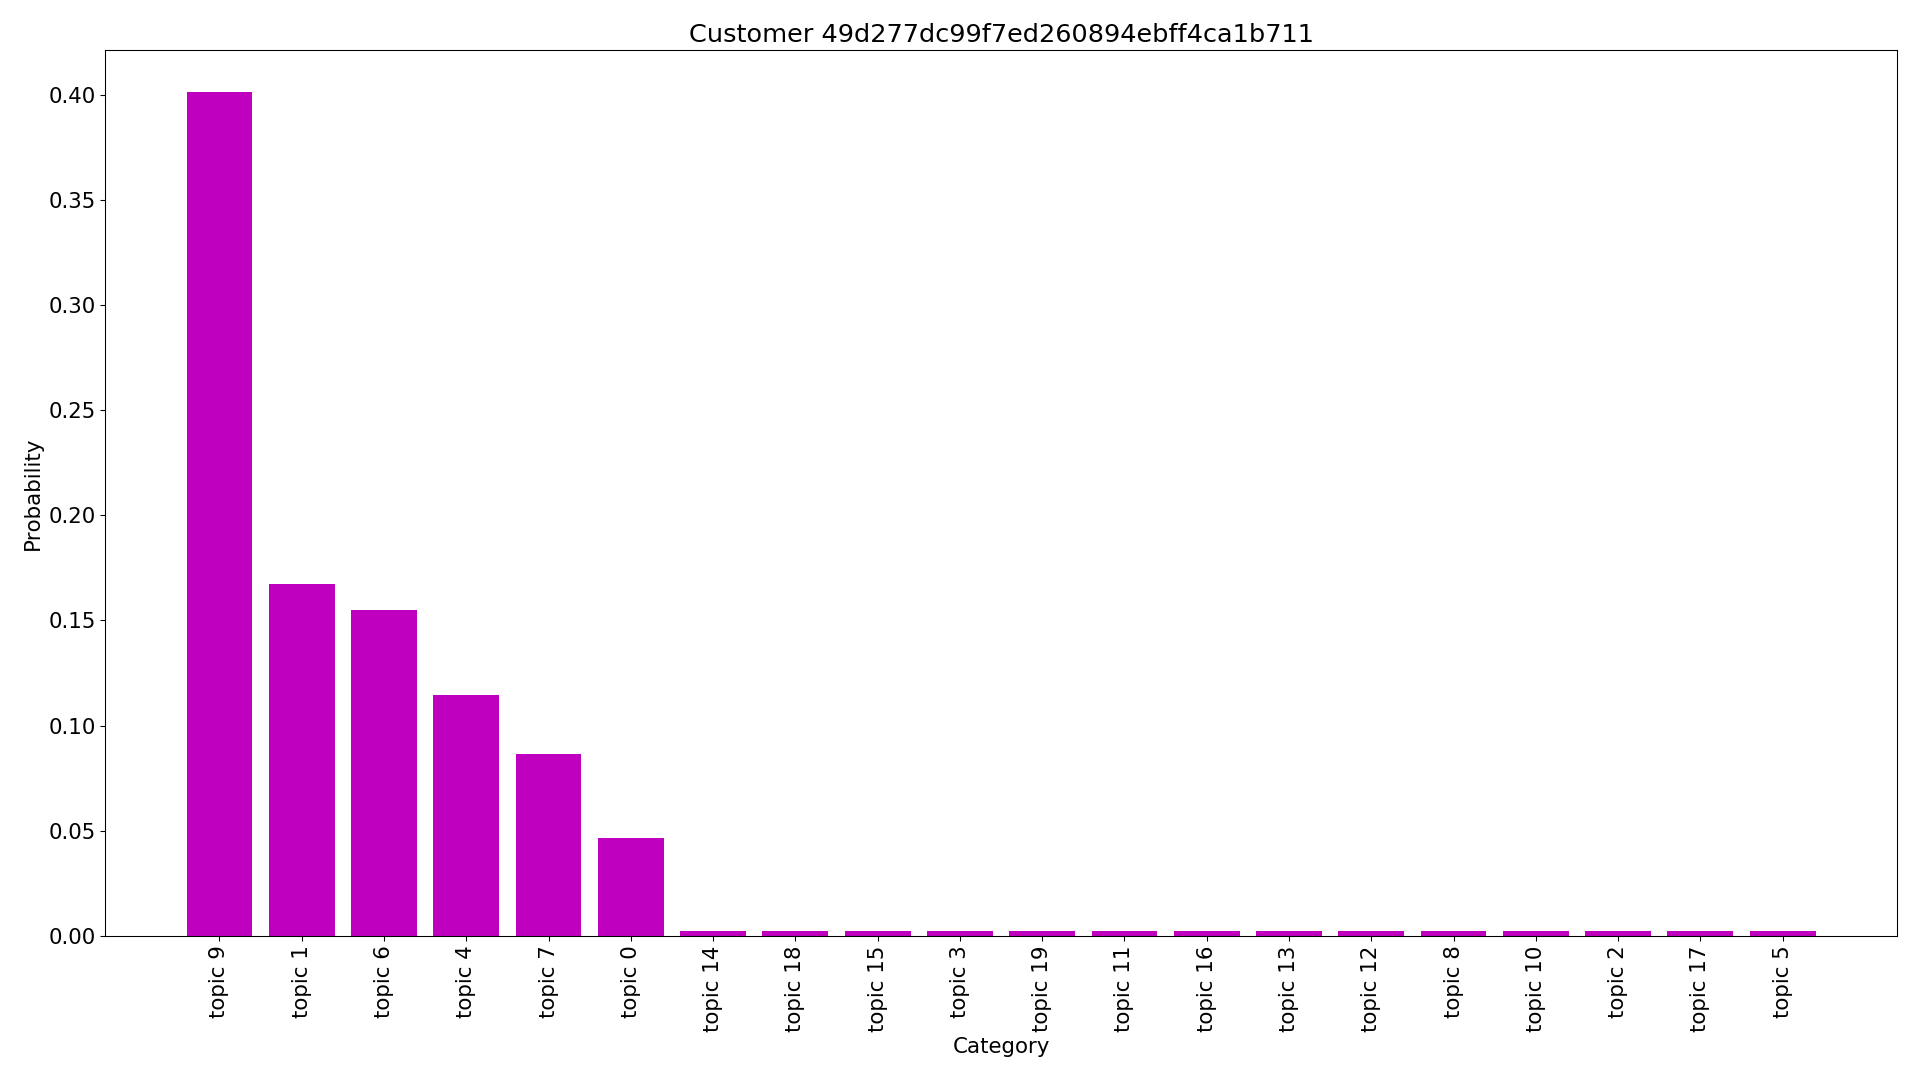 Customer 49d277dc99f7ed260894ebff4ca1b711
Probability
0.40
0.35
0.30
0.25
0.20
0.15
0.10
0.05
0.00
topic 9
topic 1
topic 6
topic 4
topic 7
topic 0
topic 14
topic 18
topic 15
topic 3
topic 19
topic 11
topic 16
topic 13
topic 12
topic 8
topic 10
topic 2
topic 17
topic 5
Category